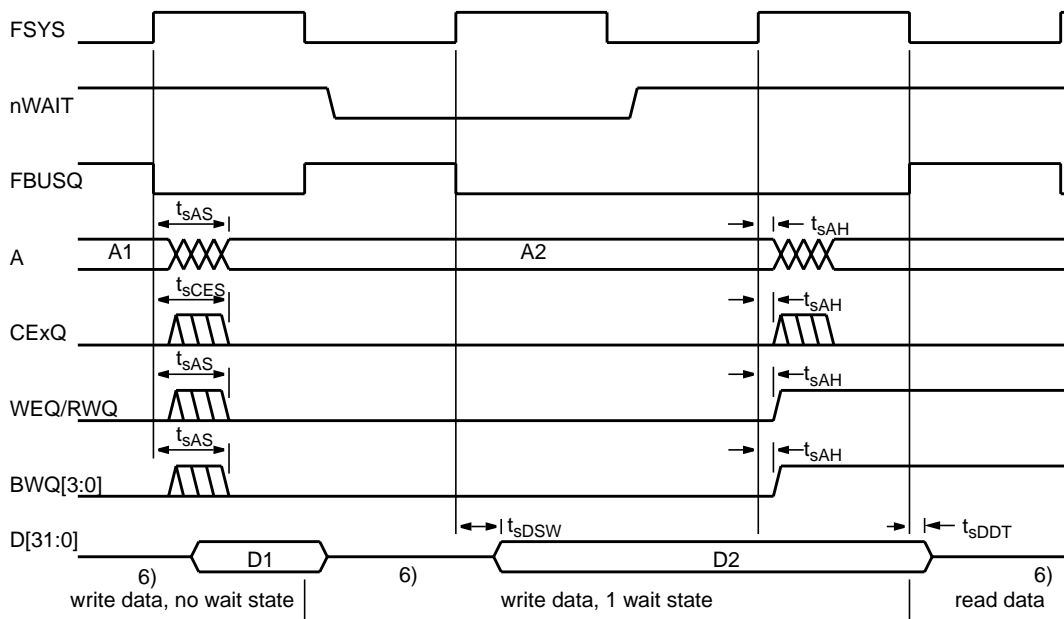 FSYS
nWAIT
FBUSQ
tsAS
tsAH
A
A1
A2
tsCES
tsAH
CExQ
tsAS
tsAH
WEQ/RWQ
tsAS
tsAH
BWQ[3:0]
tsDSW
tsDDT
D[31:0]
D1
D2
6)
6)
6)
write data, no wait state
write data, 1 wait state
read data